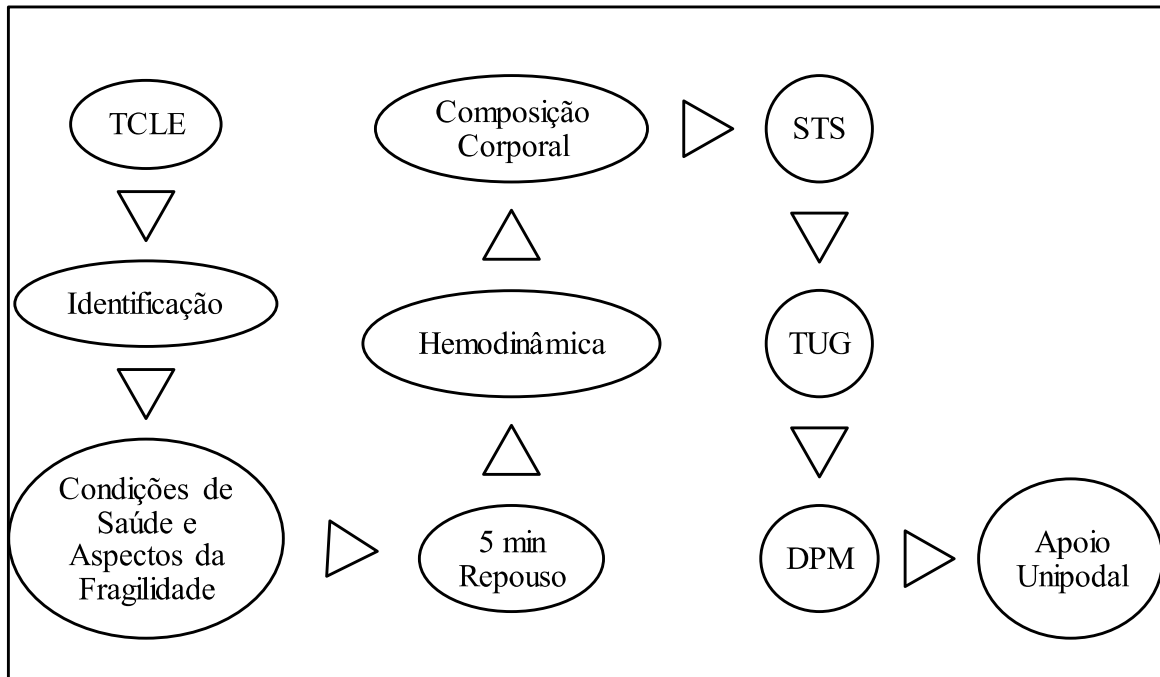 TCLE
Identificação
Condições de
Saúde e
Aspectos da
Fragilidade
5 min
Repouso
Hemodinâmica
Composição
Corporal
STS
TUG
DPM
Apoio
Unipodal